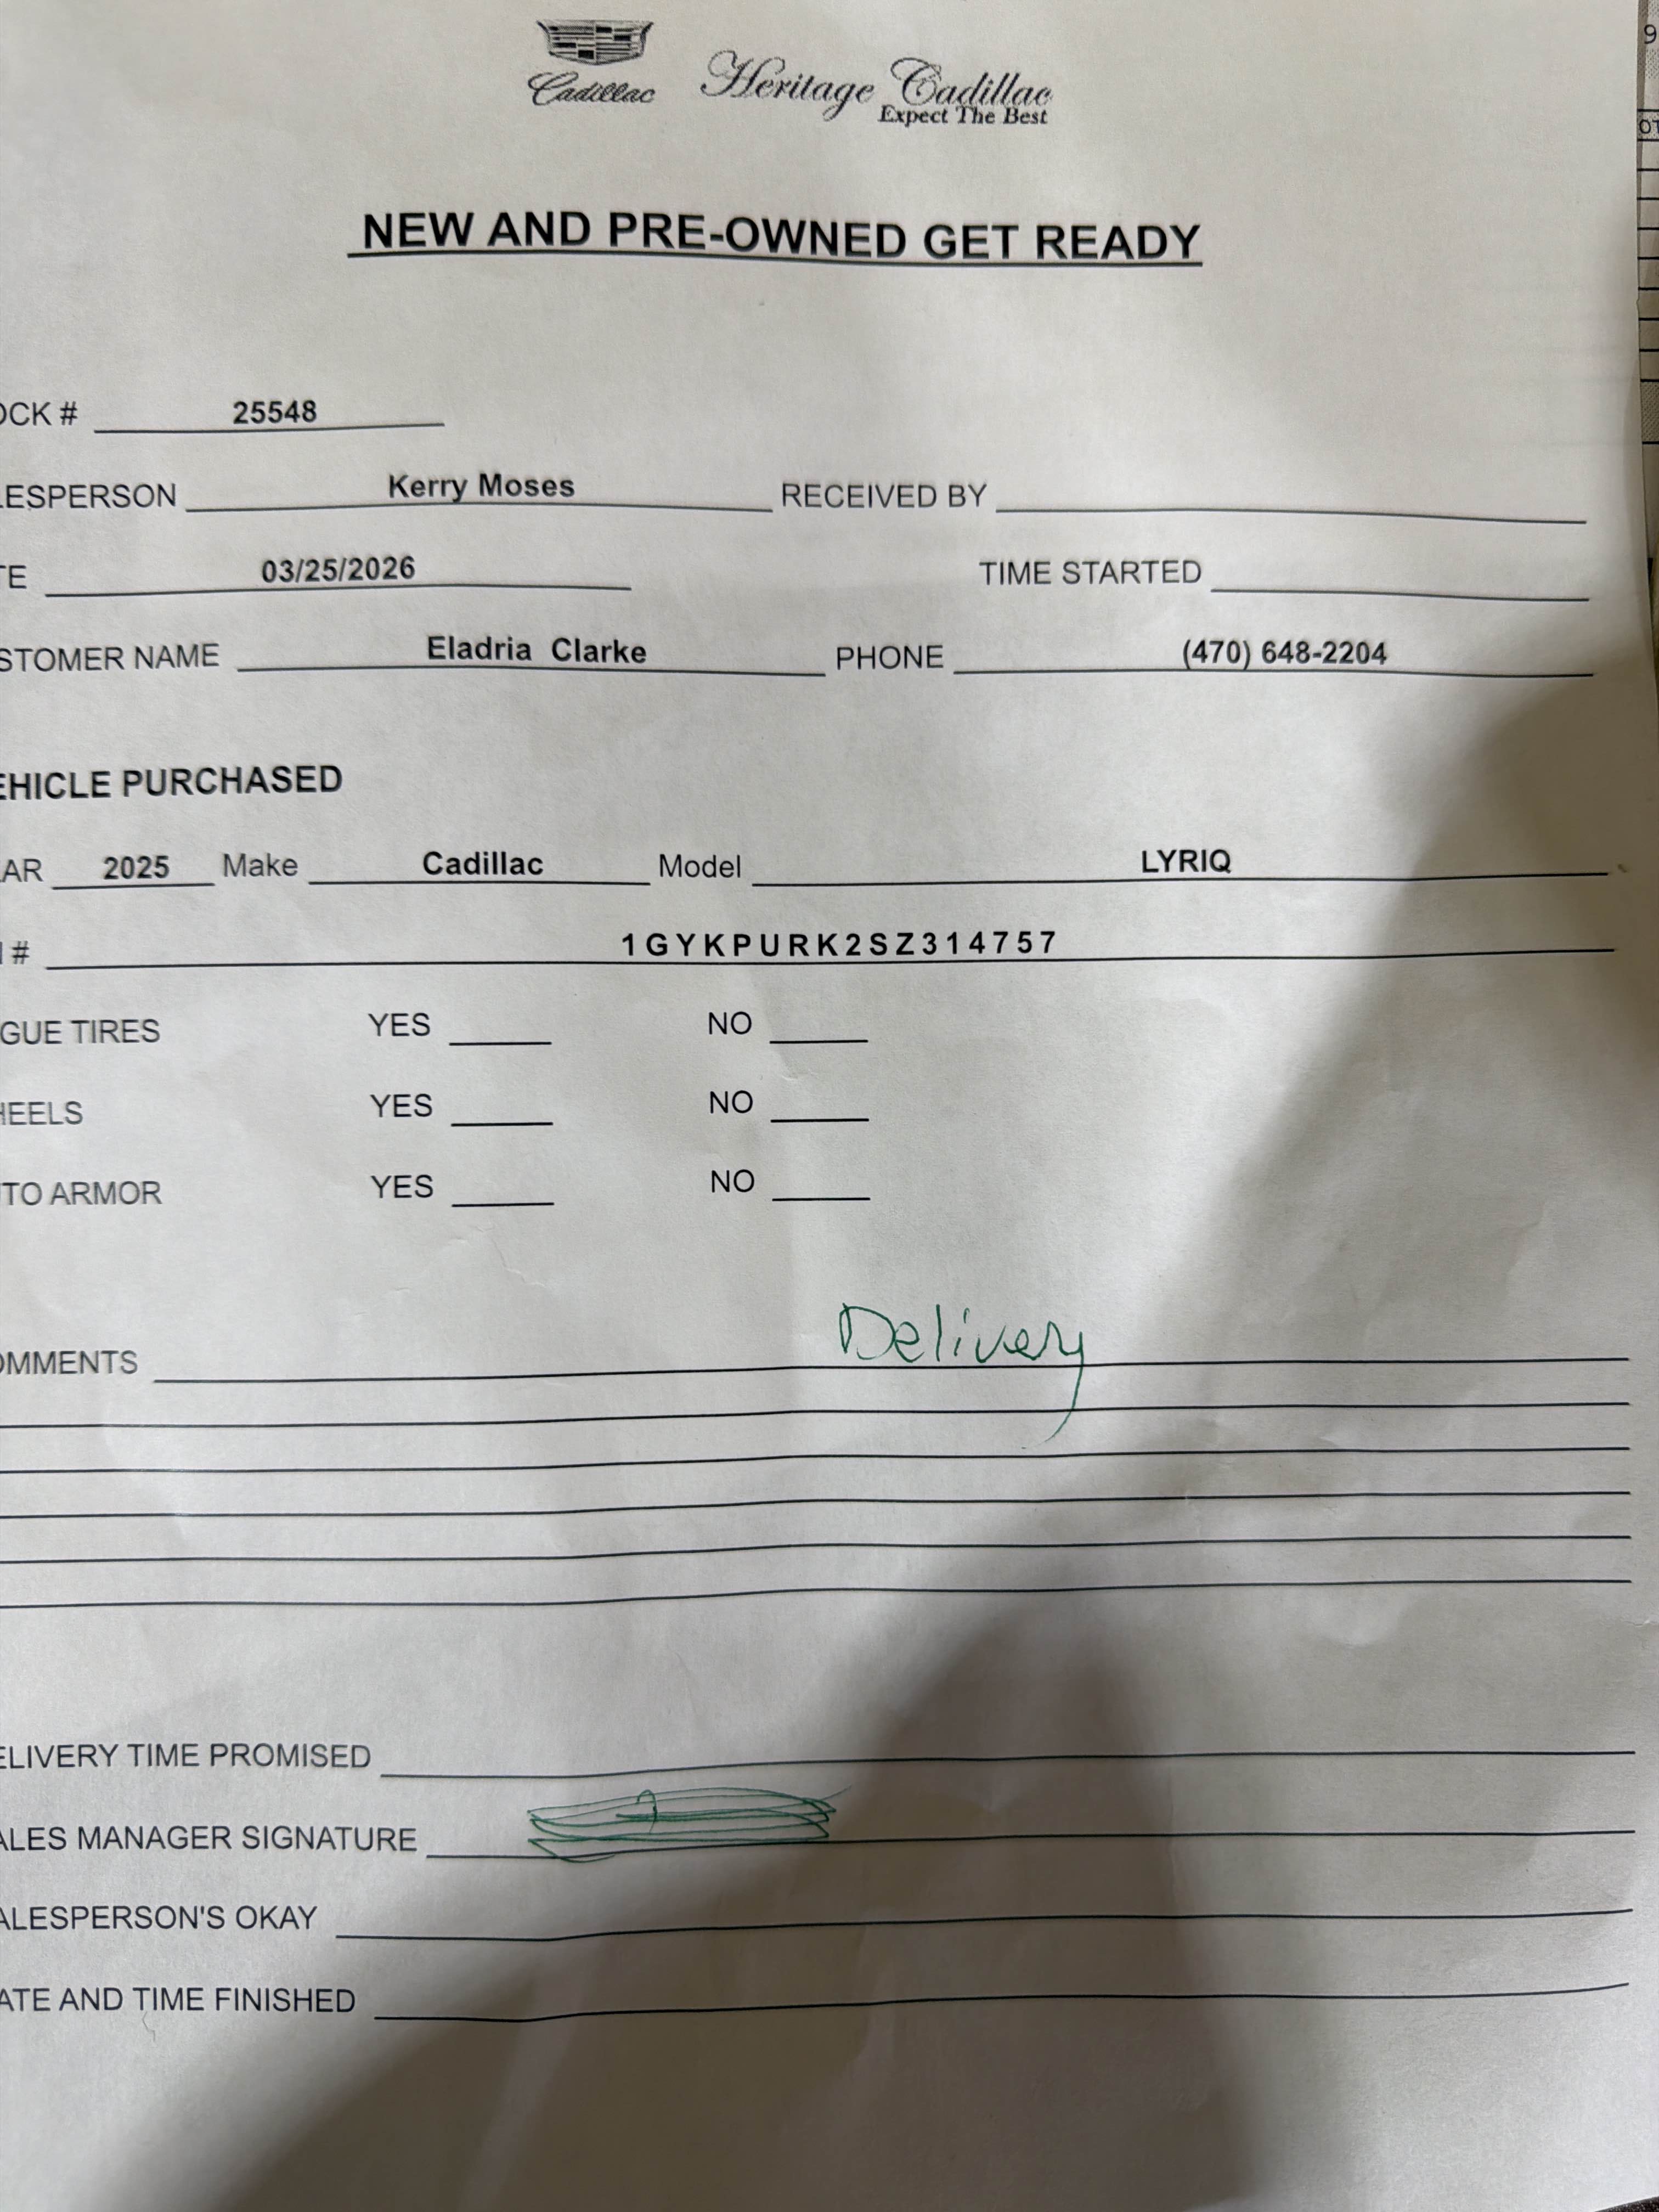 Cadillac Heritage Cadillac
Expect The Best
NEW AND PRE-OWNED GET READY
OCK # 25548
LESPERSON Kerry Moses RECEIVED BY
TE 03/25/2026 TIME STARTED
STOMER NAME Eladria Clarke PHONE (470) 648-2204
EHICLE PURCHASED
AR 2025 Make Cadillac Model LYRIQ
# 1GYKPURK2SZ314757
GUE TIRES YES NO
HEELS YES NO
TO ARMOR YES NO
OMMENTS Delivery
ELIVERY TIME PROMISED
ALES MANAGER SIGNATURE
ALESPERSON'S OKAY
ATE AND TIME FINISHED